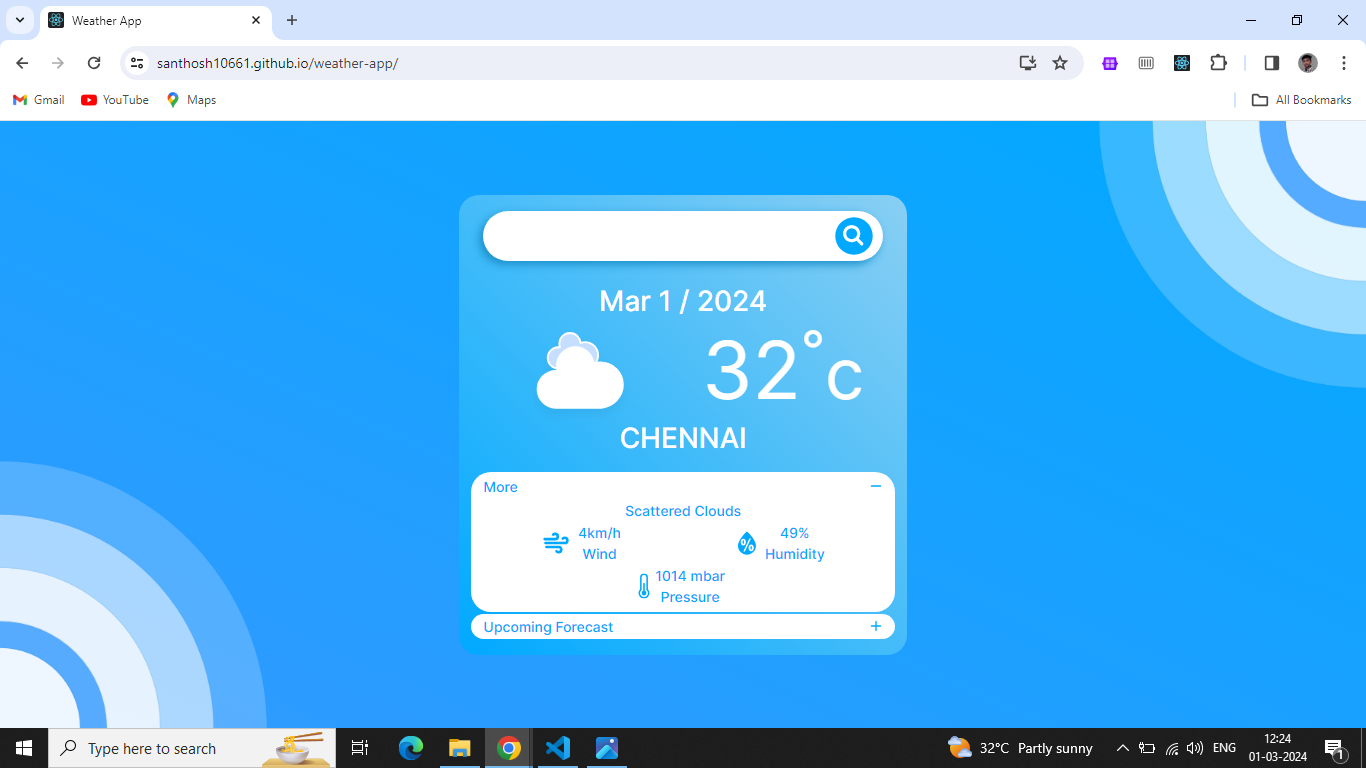 Weather App
santhosh10661.github.io/weather-app/
Gmail YouTube Maps All Bookmarks
Mar 1 / 2024
32°c
CHENNAI
More
Scattered Clouds
4km/h
Wind
49%
Humidity
1014 mbar
Pressure
Upcoming Forecast
Type here to search
32°C Partly sunny
ENG
12:24
01-03-2024
1